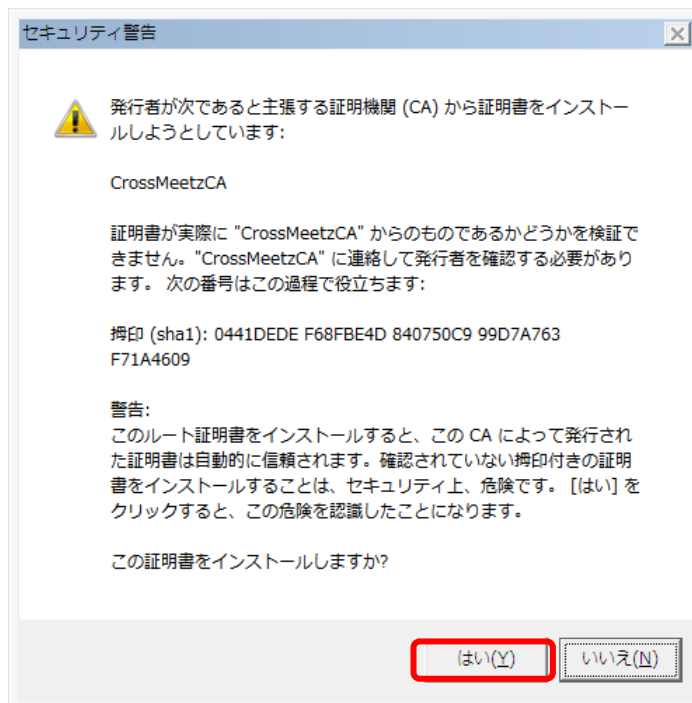 セキュリティ警告
発行者が次であると主張する証明機関 (CA) から証明書をインストー
ルしようとしています:
CrossMeetzCA
証明書が実際に "CrossMeetzCA" からのものであるかどうかを検証で
きません。"CrossMeetzCA" に連絡して発行者を確認する必要があり
ます。 次の番号はこの過程で役立ちます:
拇印 (sha1): 0441DEDE F68FBE4D 840750C9 99D7A763
F71A4609
警告:
このルート証明書をインストールすると、この CA によって発行され
た証明書は自動的に信頼されます。確認されていない拇印付きの証明
書をインストールすることは、セキュリティ上、危険です。 [はい] を
クリックすると、この危険を認識したことになります。
この証明書をインストールしますか?
はい(Y) いいえ(N)